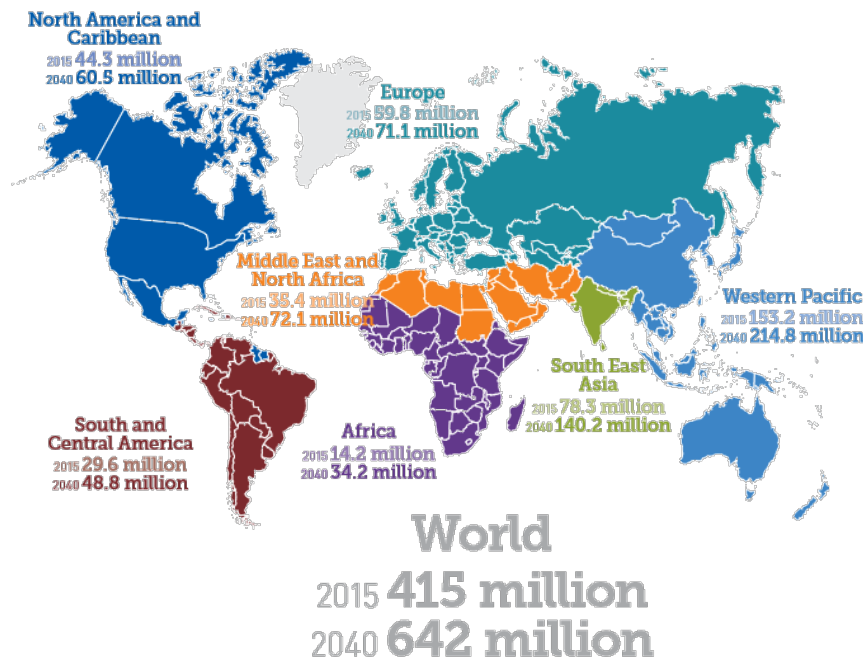 North America and
Caribbean
2015 44.3 million
2040 60.5 million
Europe
2015 59.8 million
2040 71.1 million
Middle East and
North Africa
2015 35.4 million
2040 72.1 million
Western Pacific
2015 153.2 million
2040 214.8 million
South East
Asia
2015 78.3 million
2040 140.2 million
South and
Central America
2015 29.6 million
2040 48.8 million
Africa
2015 14.2 million
2040 34.2 million
World
2015 415 million
2040 642 million